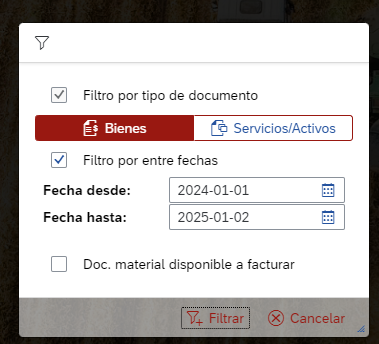 Filtro por tipo de documento
Bienes Servicios/Activos
Filtro por entre fechas
Fecha desde: 2024-01-01
Fecha hasta: 2025-01-02
Doc. material disponible a facturar
Filtrar Cancelar